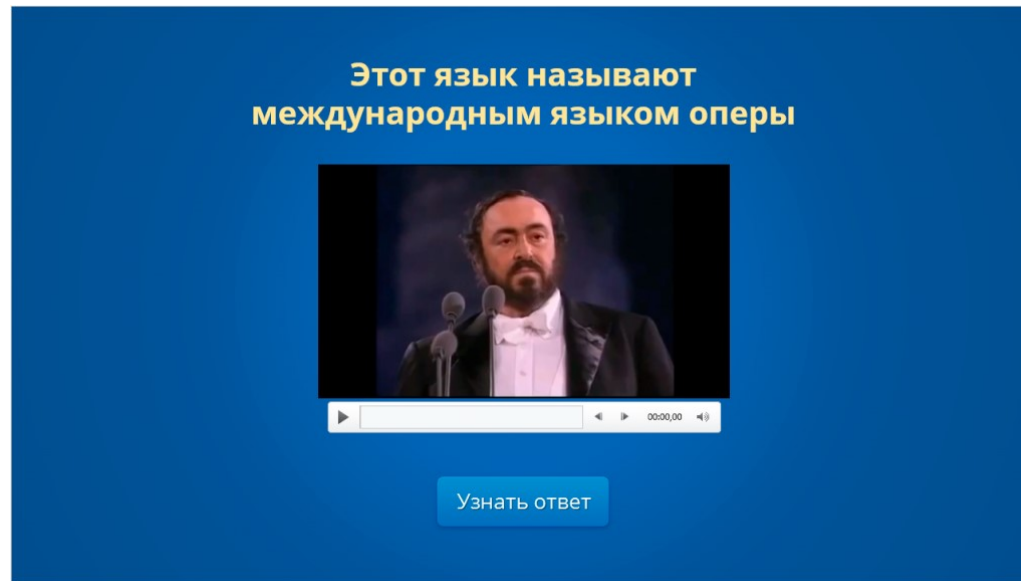 Этот язык называют
международным языком оперы
00:00,00
Узнать ответ